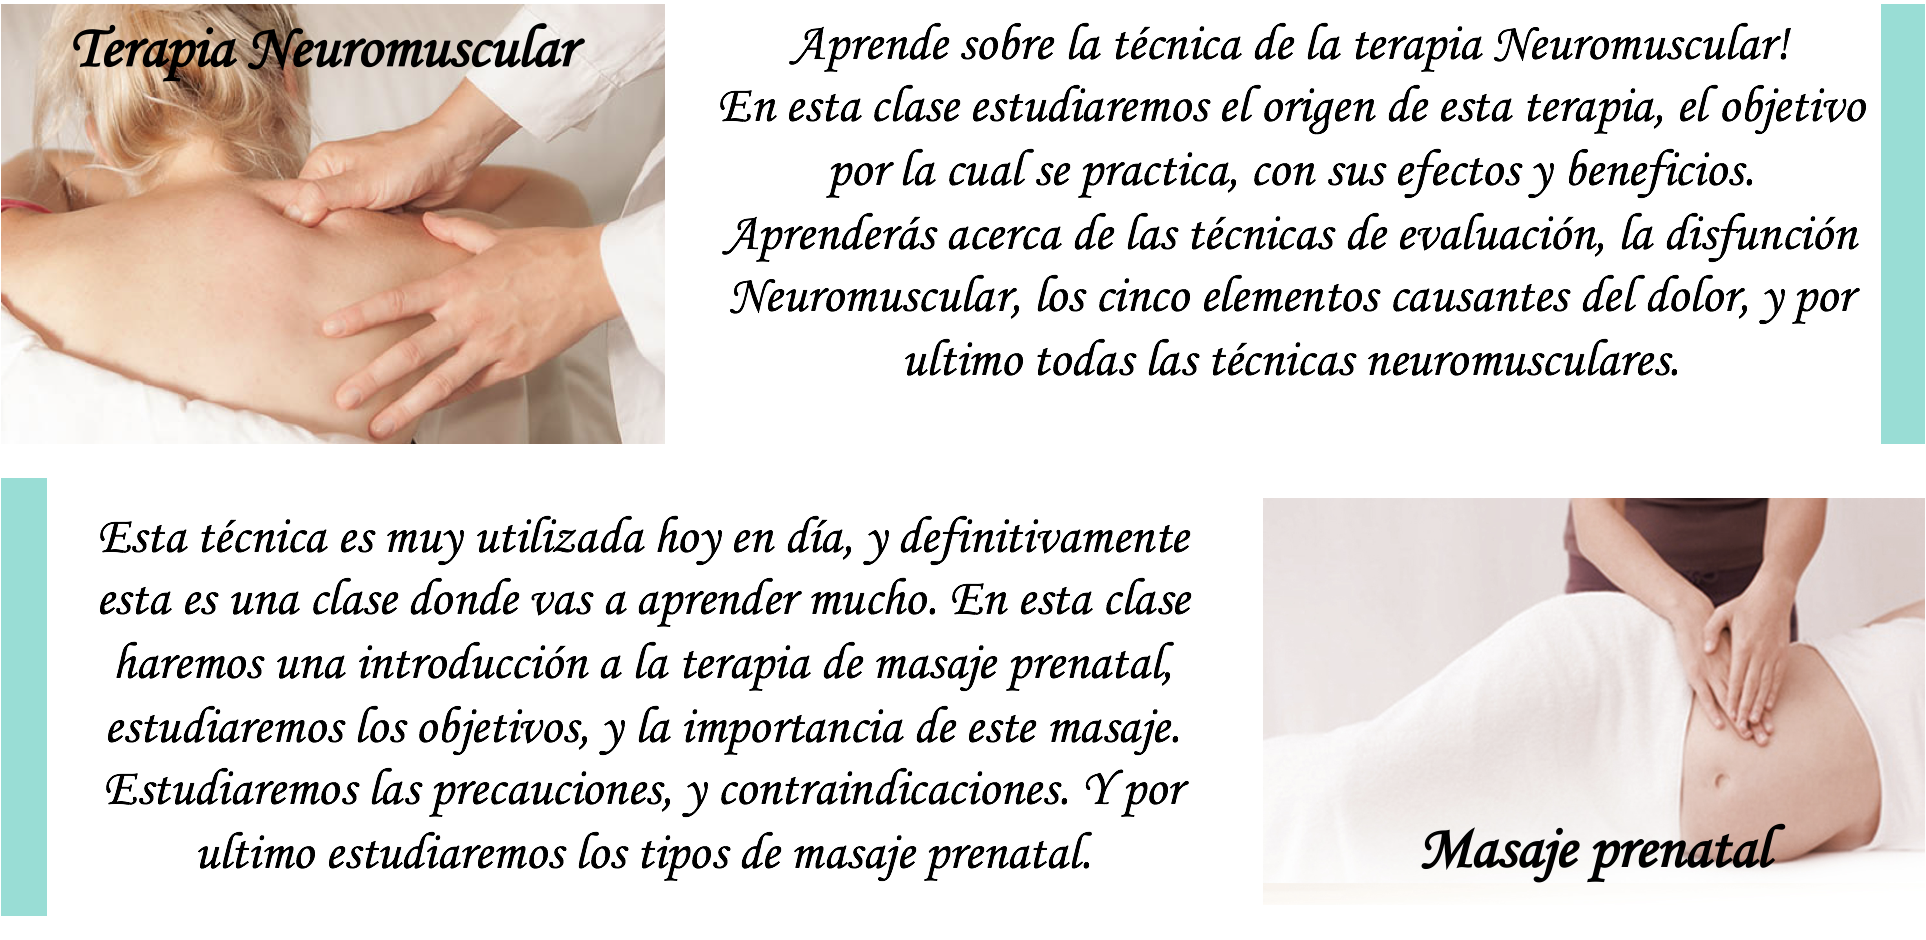 Terapia Neuromuscular
Aprende sobre la técnica de la terapia Neuromuscular!
En esta clase estudiaremos el origen de esta terapia, el objetivo
por la cual se practica, con sus efectos y beneficios.
Aprenderás acerca de las técnicas de evaluación, la disfunción
Neuromuscular, los cinco elementos causantes del dolor, y por
ultimo todas las técnicas neuromusculares.
Esta técnica es muy utilizada hoy en día, y definitivamente
esta es una clase donde vas a aprender mucho. En esta clase
haremos una introducción a la terapia de masaje prenatal,
estudiaremos los objetivos, y la importancia de este masaje.
Estudiaremos las precauciones, y contraindicaciones. Y por
ultimo estudiaremos los tipos de masaje prenatal.
Masaje prenatal